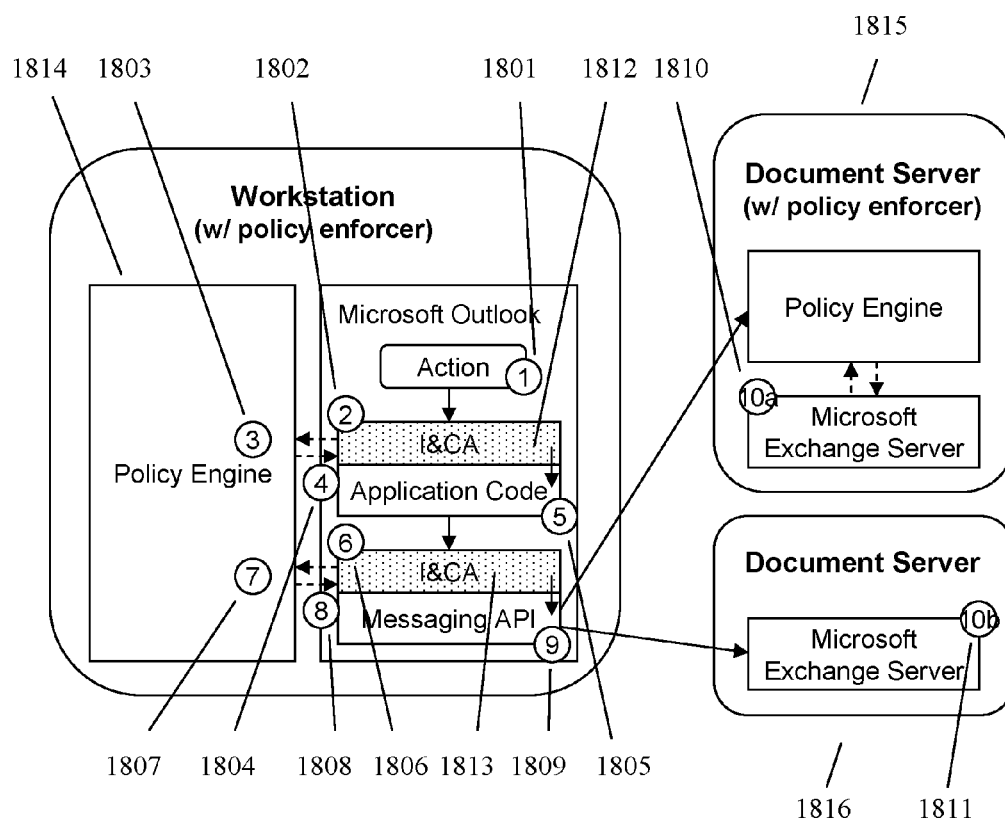 1815
1814
1803
1802
1801
1812
1810
Workstation
(w/ policy enforcer)
Policy Engine
3
7
Microsoft Outlook
Action
1
2
I&CA
4
Application Code
5
6
I&CA
8
Messaging API
9
Document Server
(w/ policy enforcer)
Policy Engine
10a
Microsoft
Exchange Server
Document Server
10b
Microsoft
Exchange Server
1807
1804
1808
1806
1813
1809
1805
1816
1811